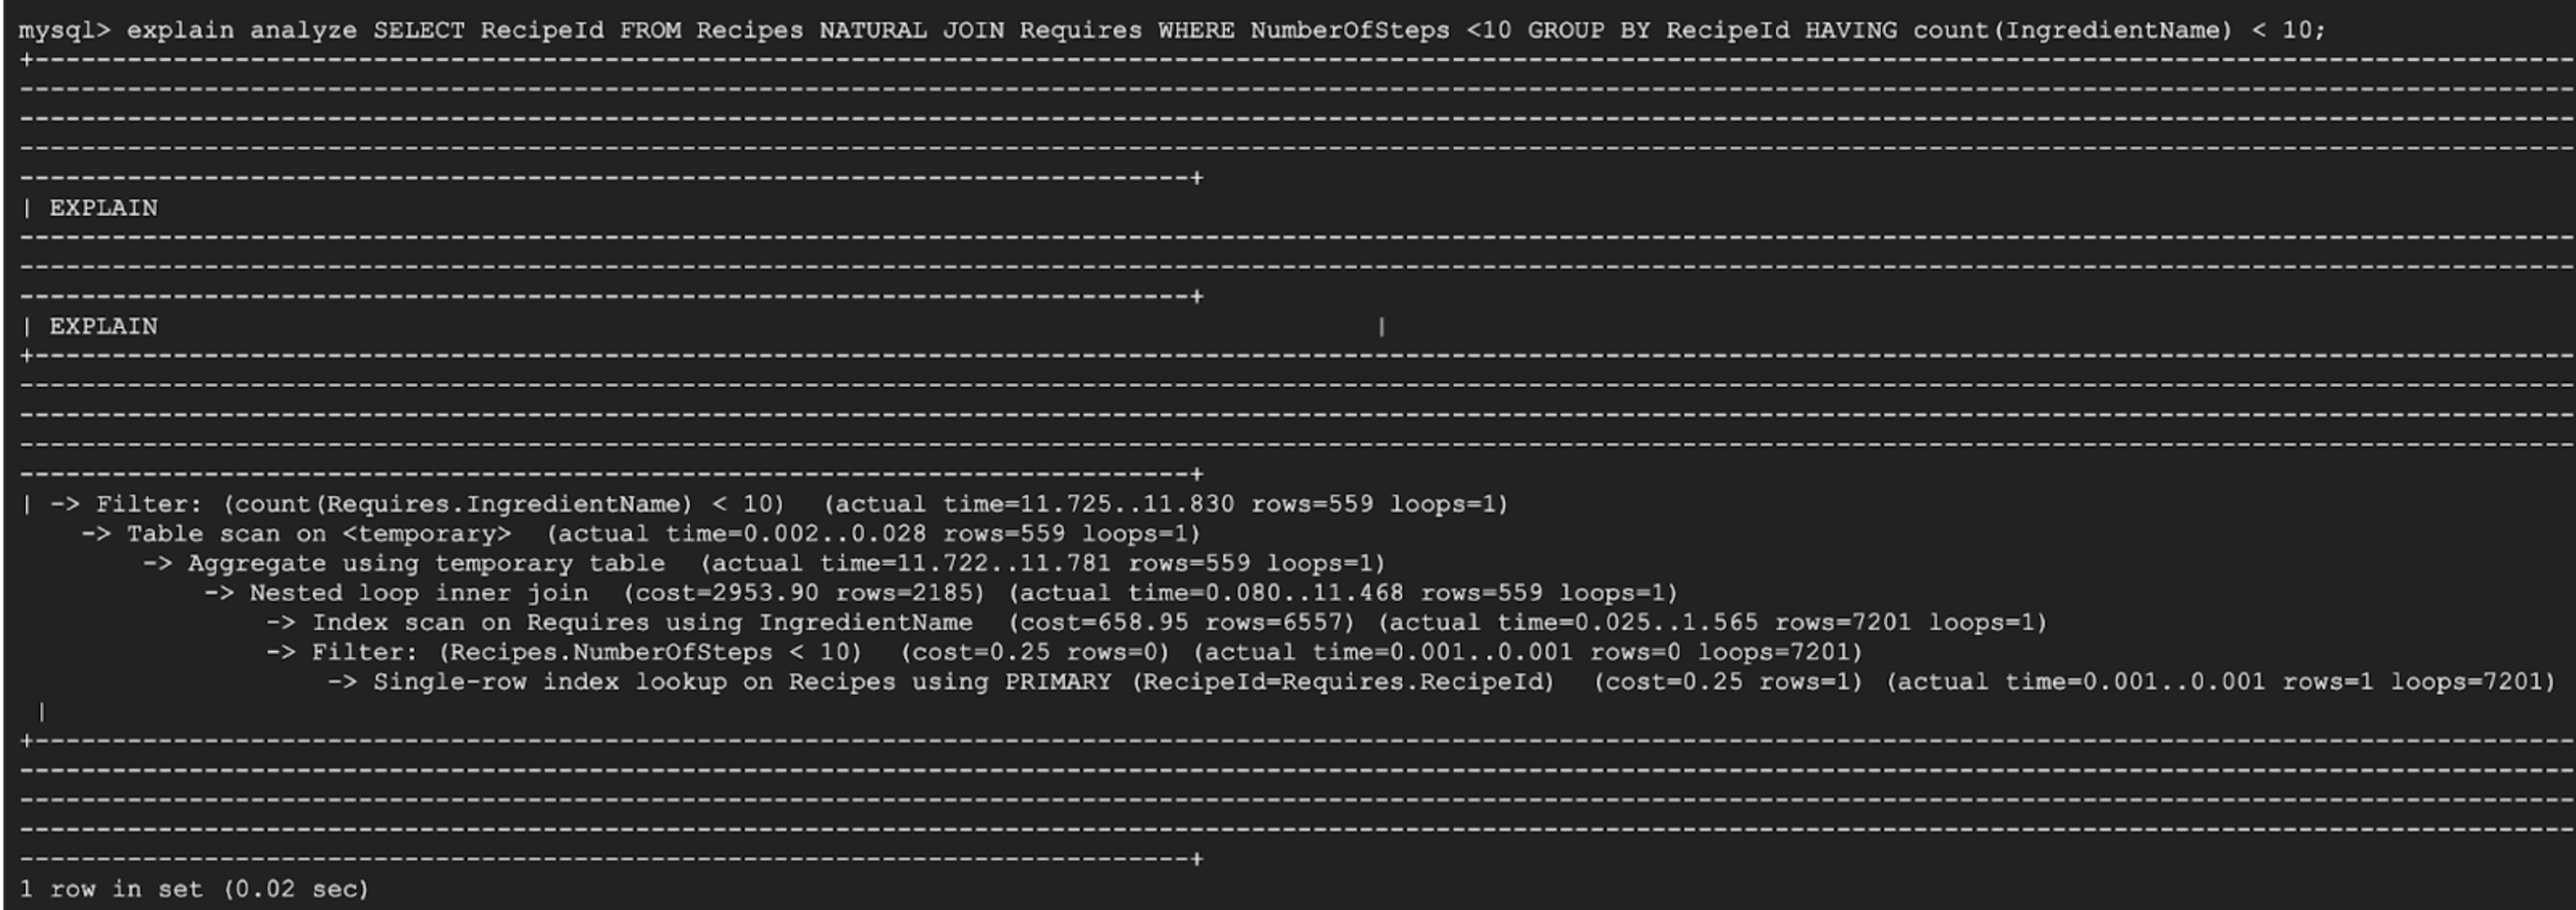 mysql> explain analyze SELECT RecipeId FROM Recipes NATURAL JOIN Requires WHERE NumberOfSteps <10 GROUP BY RecipeId HAVING count(IngredientName) < 10;
| EXPLAIN
| EXPLAIN |
| -> Filter: (count(Requires.IngredientName) < 10)  (actual time=11.725..11.830 rows=559 loops=1)
    -> Table scan on <temporary>  (actual time=0.002..0.028 rows=559 loops=1)
        -> Aggregate using temporary table  (actual time=11.722..11.781 rows=559 loops=1)
            -> Nested loop inner join  (cost=2953.90 rows=2185) (actual time=0.080..11.468 rows=559 loops=1)
                -> Index scan on Requires using IngredientName  (cost=658.95 rows=6557) (actual time=0.025..1.565 rows=7201 loops=1)
                -> Filter: (Recipes.NumberOfSteps < 10)  (cost=0.25 rows=0) (actual time=0.001..0.001 rows=0 loops=7201)
                    -> Single-row index lookup on Recipes using PRIMARY (RecipeId=Requires.RecipeId)  (cost=0.25 rows=1) (actual time=0.001..0.001 rows=1 loops=7201)
 |
1 row in set (0.02 sec)